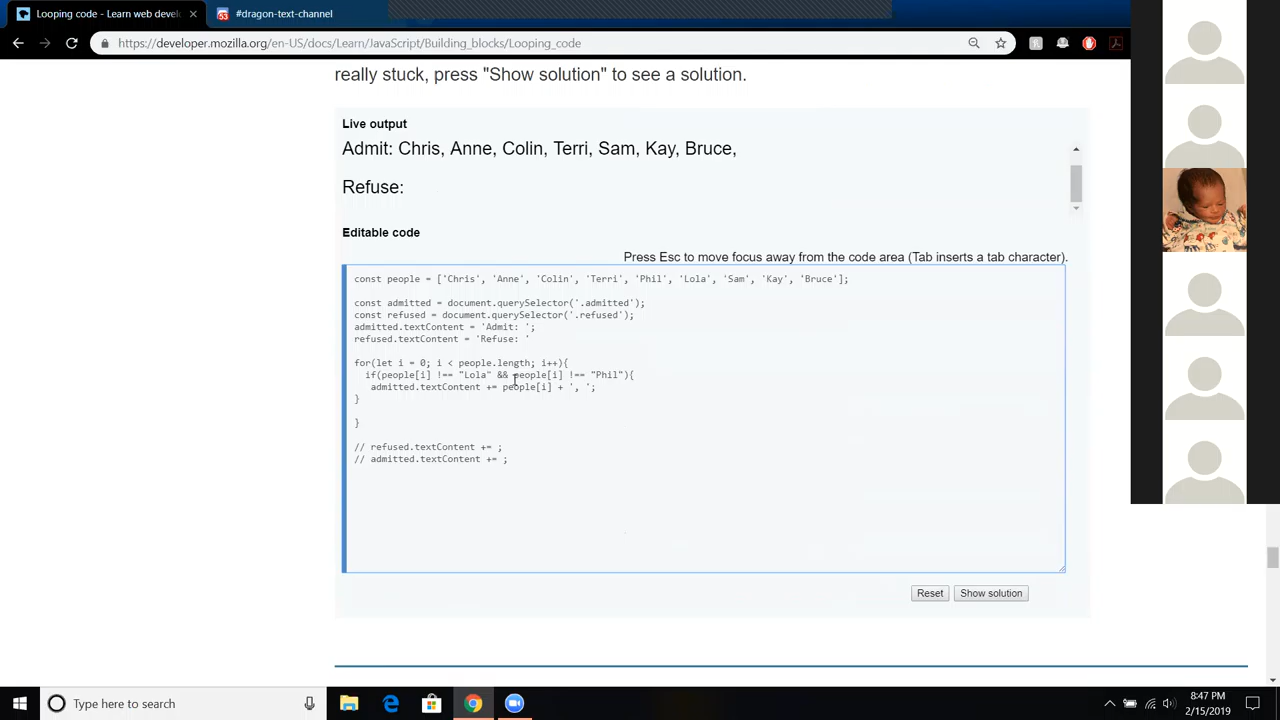 Looping code - Learn web devel
#dragon-text-channel
https://developer.mozilla.org/en-US/docs/Learn/JavaScript/Building_blocks/Looping_code
really stuck, press "Show solution" to see a solution.
Live output
Admit: Chris, Anne, Colin, Terri, Sam, Kay, Bruce,
Refuse:
Editable code
Press Esc to move focus away from the code area (Tab inserts a tab character).
const people = ['Chris', 'Anne', 'Colin', 'Terri', 'Phil', 'Lola', 'Sam', 'Kay', 'Bruce'];
const admitted = document.querySelector('.admitted');
const refused = document.querySelector('.refused');
admitted.textContent = 'Admit: ';
refused.textContent = 'Refuse: '
for(let i = 0; i < people.length; i++){
if(people[i] !== "Lola" && people[i] !== "Phil"){
admitted.textContent += people[i] + ', ';
}
}
// refused.textContent += ;
// admitted.textContent += ;
Reset
Show solution
Type here to search
8:47 PM
2/15/2019